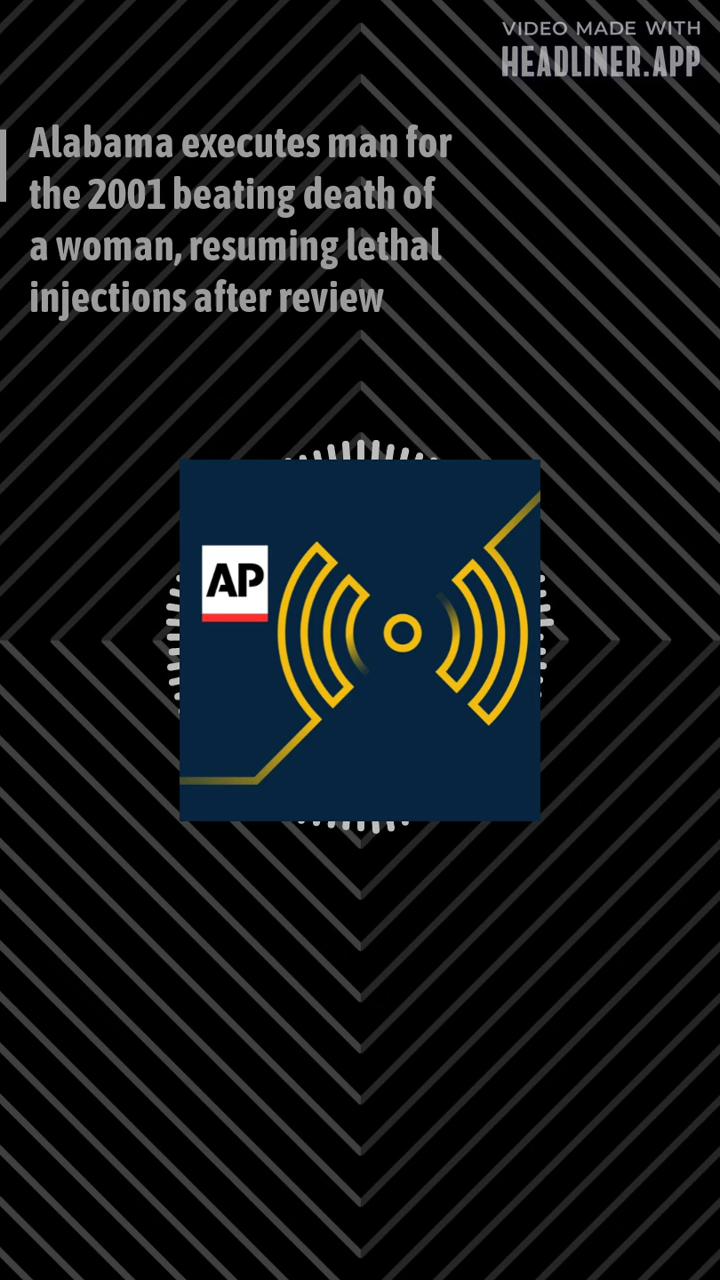 VIDEO MADE WITH
HEADLINER.APP
Alabama executes man for
the 2001 beating death of
a woman, resuming lethal
injections after review
AP